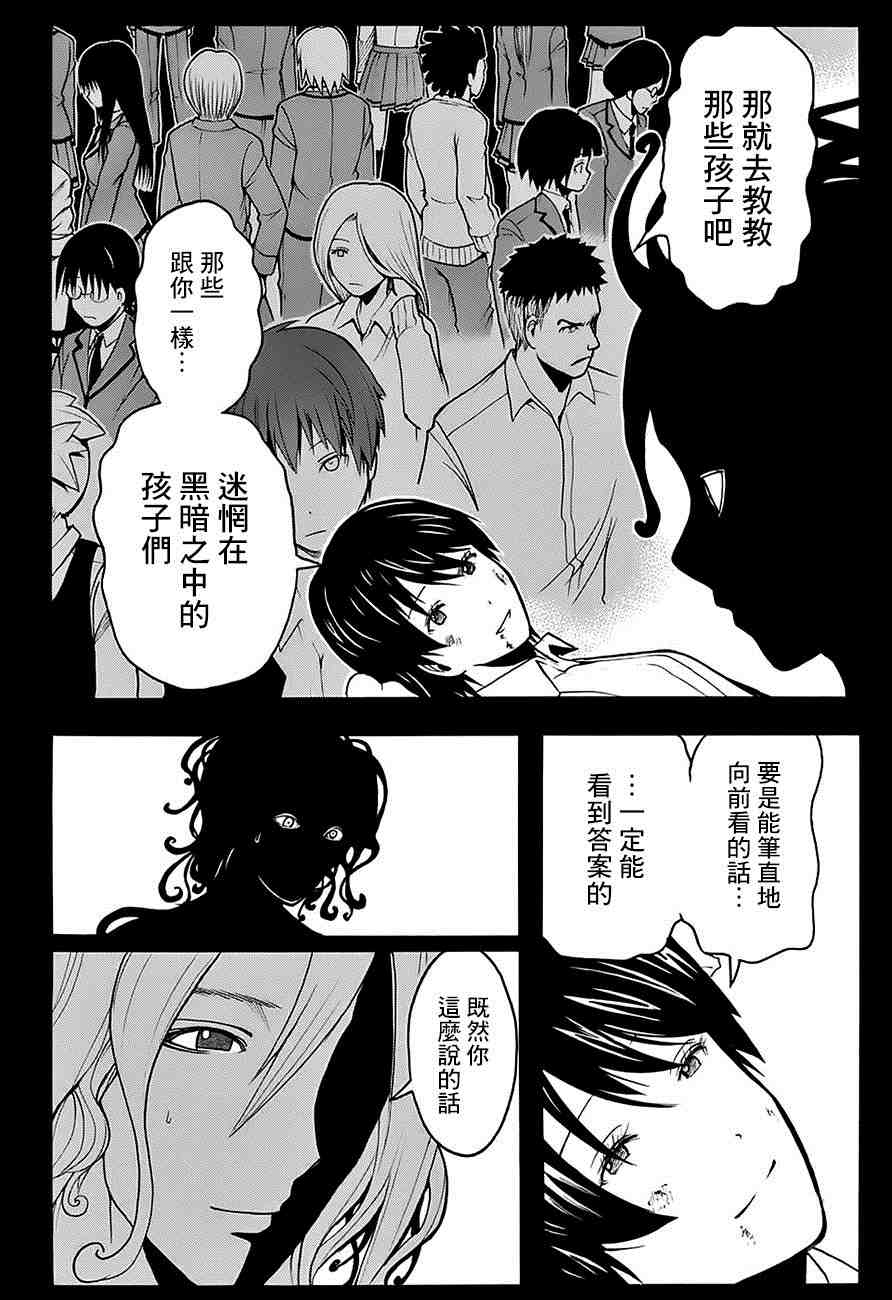 那就去教教
那些孩子吧
那些
跟你一樣…
迷惘在
黑暗之中的
孩子們
要是能筆直地
向前看的話…
…一定能
看到答案的
既然你
這麼說的話